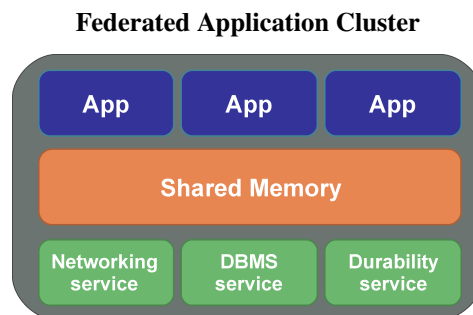 Federated Application Cluster
App App App
Shared Memory
Networking DBMS Durability
service service service